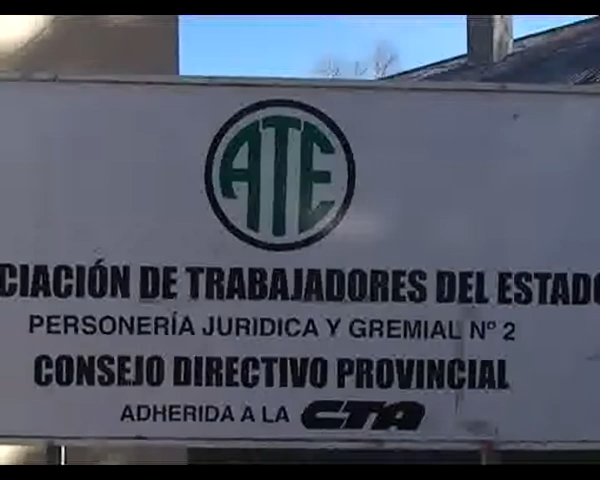 ATE
CIACIÓN DE TRABAJADORES DEL ESTADO
PERSONERÍA JURIDICA Y GREMIAL Nº 2
CONSEJO DIRECTIVO PROVINCIAL
ADHERIDA A LA CTA